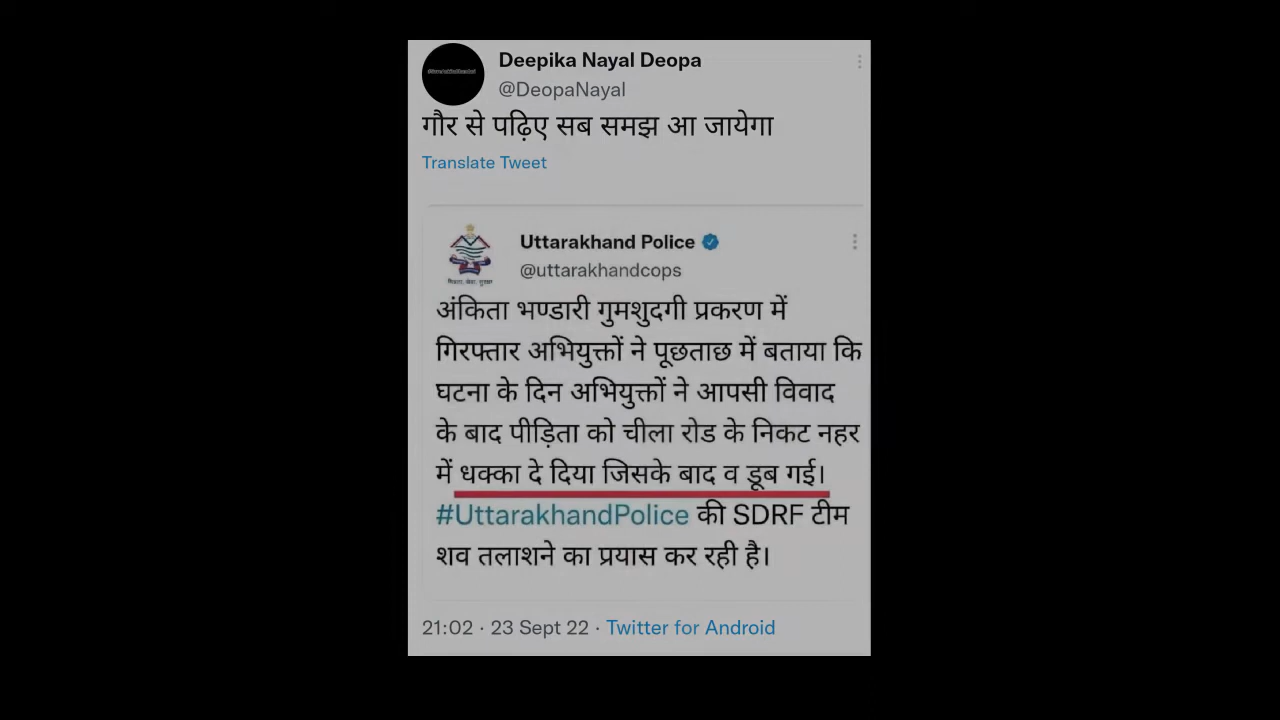 Deepika Nayal Deopa
@DeopaNayal
गौर से पढ़िए सब समझ आ जायेगा
Translate Tweet
Uttarakhand Police
@uttarakhandcops
अंकिता भण्डारी गुमशुदगी प्रकरण में
गिरफ्तार अभियुक्तों ने पूछताछ में बताया कि
घटना के दिन अभियुक्तों ने आपसी विवाद
के बाद पीड़िता को चीला रोड के निकट नहर
में धक्का दे दिया जिसके बाद व डूब गई।
#UttarakhandPolice की SDRF टीम
शव तलाशने का प्रयास कर रही है।
21:02 · 23 Sept 22 · Twitter for Android